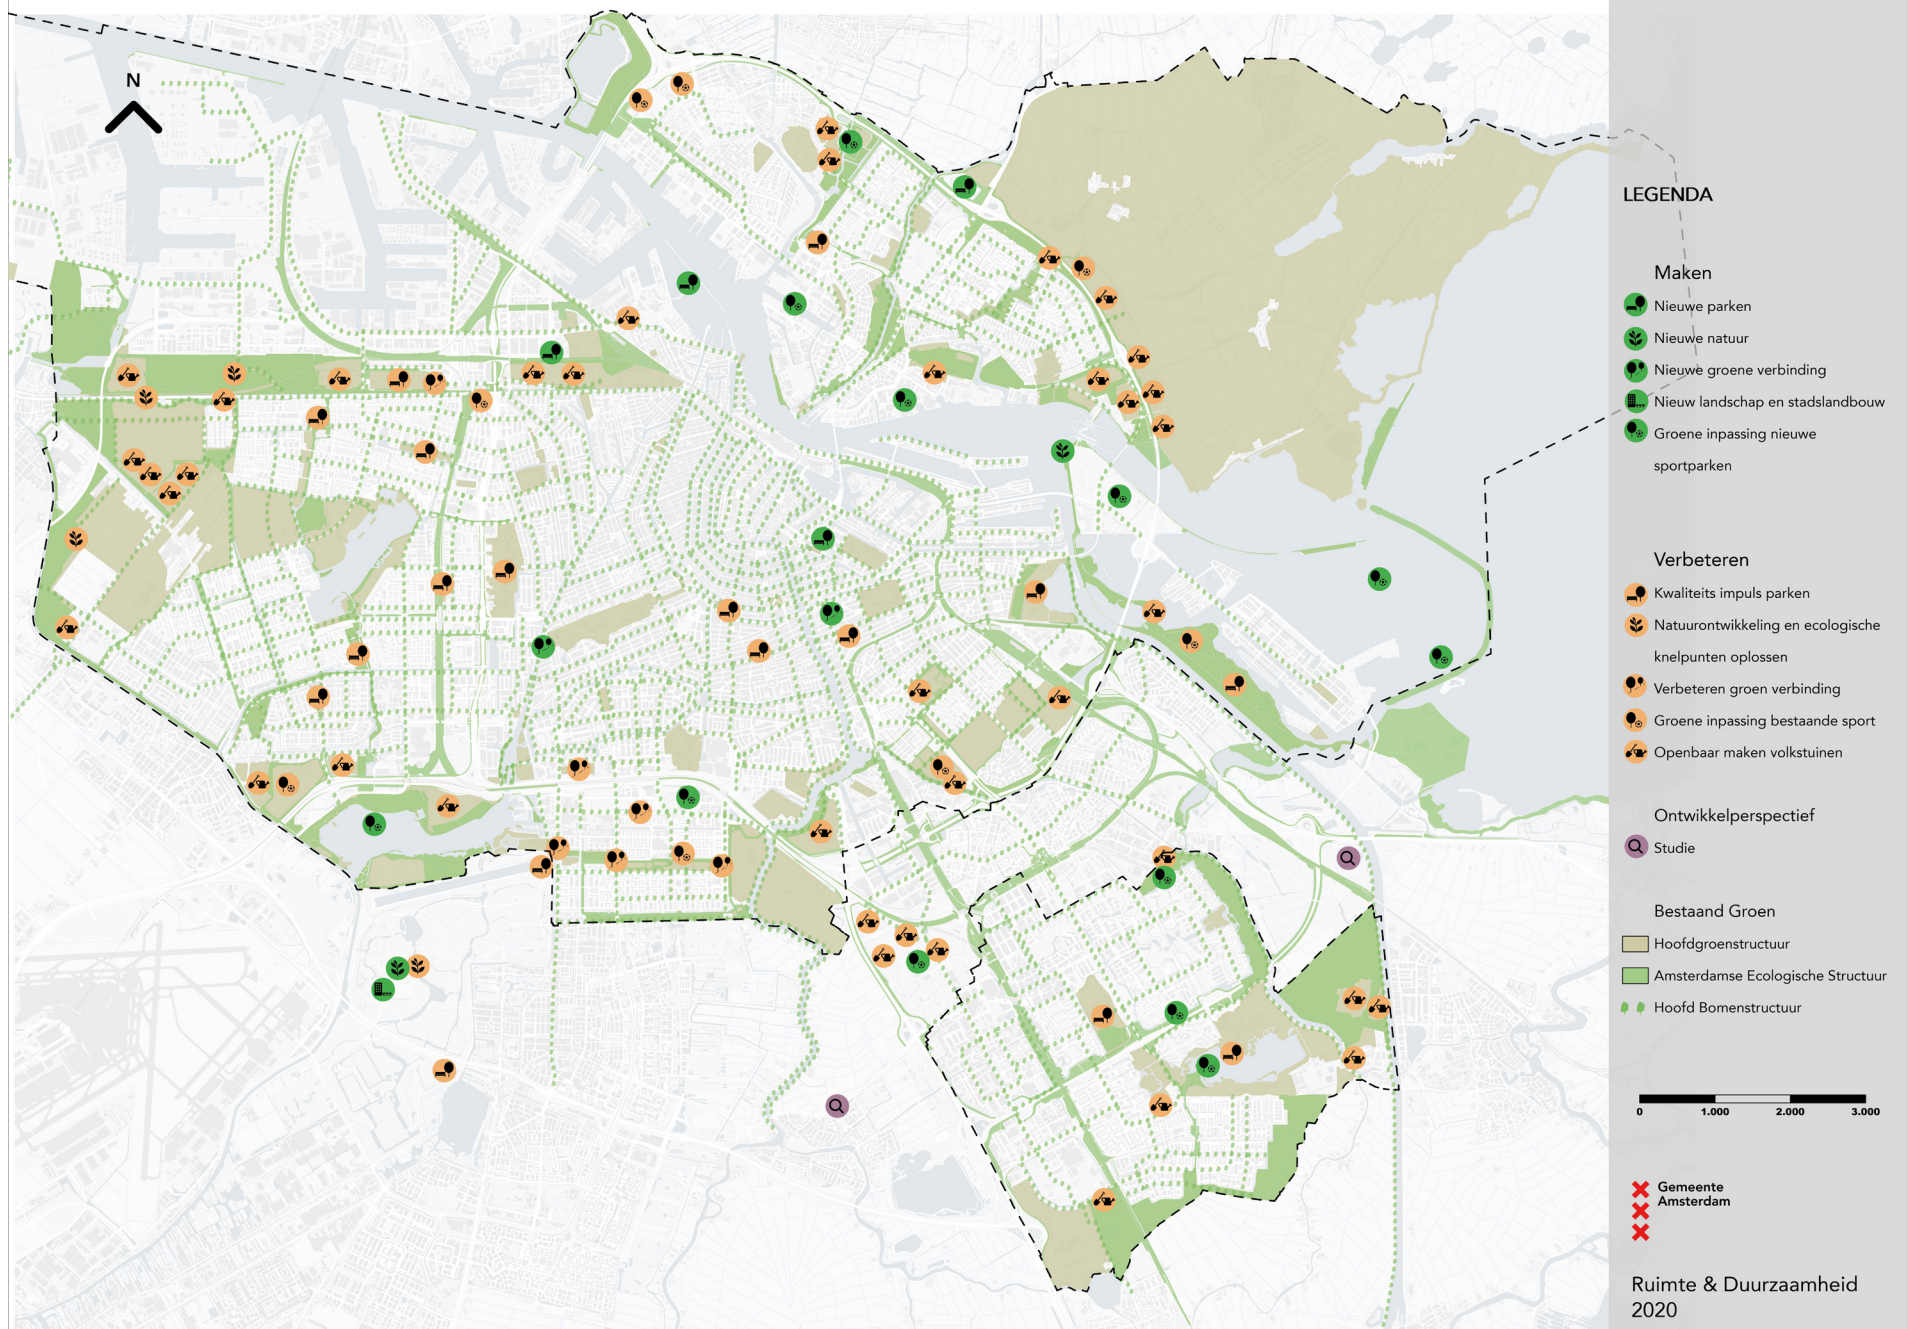 N
LEGENDA
Maken
Nieuwe parken
Nieuwe natuur
Nieuwe groene verbinding
Nieuw landschap en stadslandbouw
Groene inpassing nieuwe
sportparken
Verbeteren
Kwaliteits impuls parken
Natuurontwikkeling en ecologische
knelpunten oplossen
Verbeteren groen verbinding
Groene inpassing bestaande sport
Openbaar maken volkstuinen
Ontwikkelperspectief
Studie
Bestaand Groen
Hoofdgroenstructuur
Amsterdamse Ecologische Structuur
Hoofd Bomenstructuur
0 1.000 2.000 3.000
Gemeente
Amsterdam
Ruimte & Duurzaamheid
2020